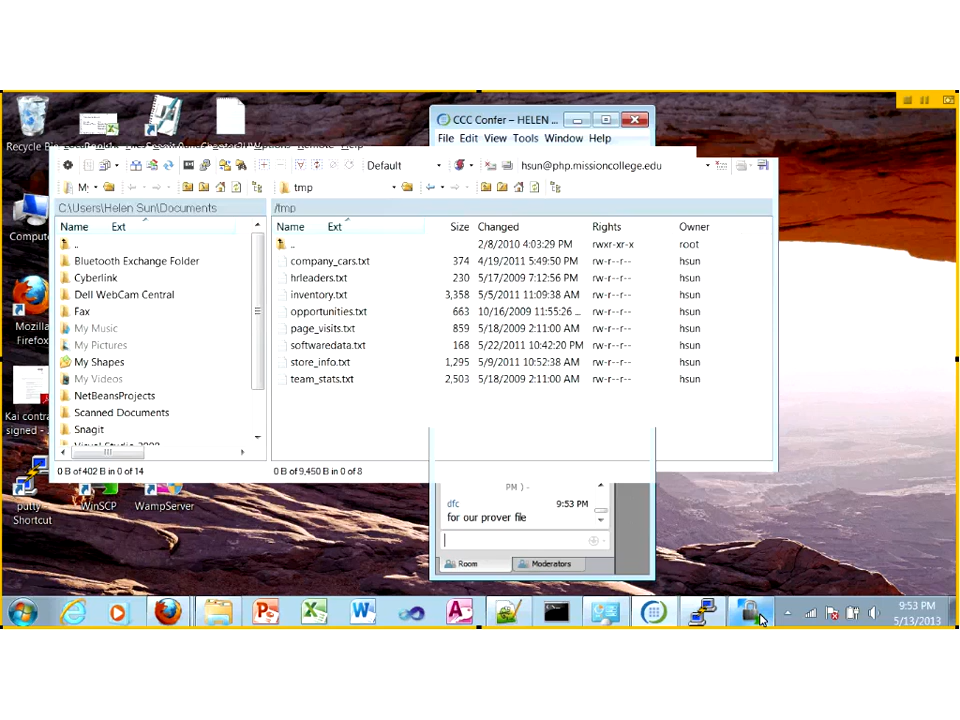 CCC Confer – HELEN ...
File Edit View Tools Window Help
Default
hsun@php.missioncollege.edu
tmp
C:\Users\Helen Sun\Documents
/tmp
Name Ext
Name Ext Size Changed Rights Owner
..
.. 2/8/2010 4:03:29 PM rwxr-xr-x root
Bluetooth Exchange Folder
company_cars.txt 374 4/19/2011 5:49:50 PM rw-r--r-- hsun
Cyberlink
hrleaders.txt 230 5/17/2009 7:12:56 PM rw-r--r-- hsun
Dell WebCam Central
inventory.txt 3,358 5/5/2011 11:09:38 AM rw-r--r-- hsun
Fax
opportunities.txt 663 10/16/2009 11:55:26 ... rw-r--r-- hsun
My Music
page_visits.txt 859 5/18/2009 2:11:00 AM rw-r--r-- hsun
My Pictures
softwaredata.txt 168 5/22/2011 10:42:20 PM rw-r--r-- hsun
My Shapes
store_info.txt 1,295 5/9/2011 10:52:38 AM rw-r--r-- hsun
My Videos
team_stats.txt 2,503 5/18/2009 2:11:00 AM rw-r--r-- hsun
NetBeansProjects
Scanned Documents
Snagit
0 B of 402 B in 0 of 14
0 B of 9,450 B in 0 of 8
Mozilla
Firefox
signed -
PM ) -
dfc 9:53 PM
for our prover file
Room Moderators
putty -
Shortcut
WinSCP
WampServer
9:53 PM
5/13/2013